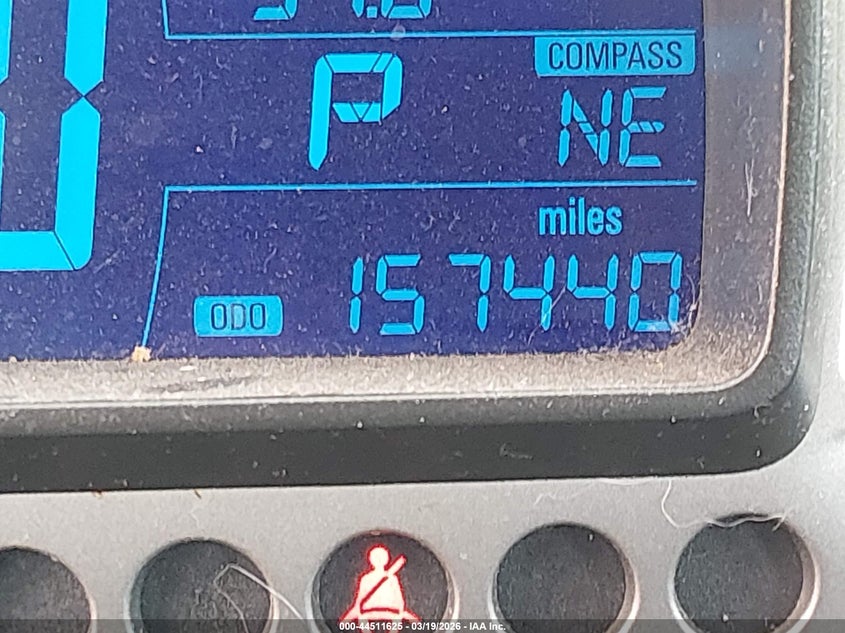 COMPASS
P NE
miles
ODO 157440
000-44511625 - 03/19/2026 - IAA Inc.